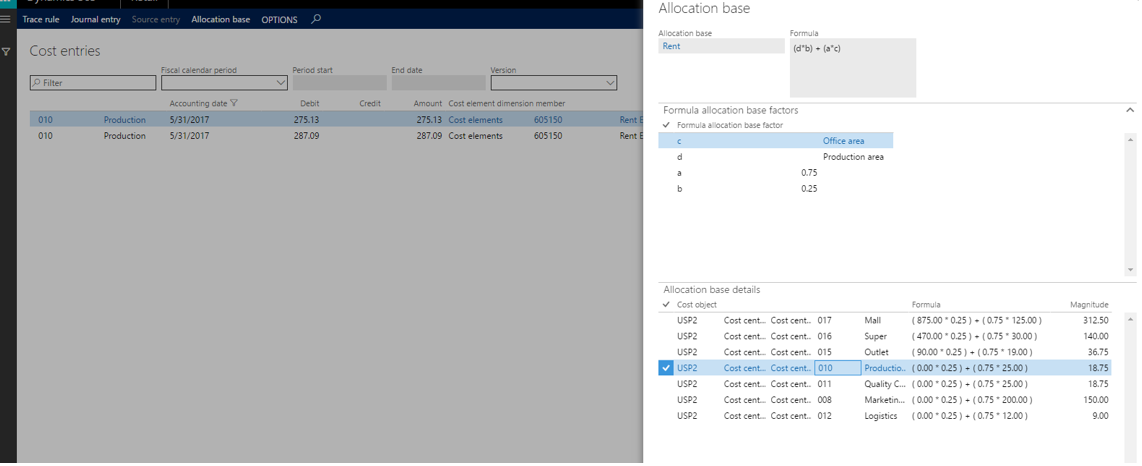 Trace rule Journal entry Source entry Allocation base OPTIONS
Cost entries
Fiscal calendar period Period start End date Version
Filter
Accounting date Debit Credit Amount Cost element dimension member
010 Production 5/31/2017 275.13 275.13 Cost elements 605150 Rent E
010 Production 5/31/2017 287.09 287.09 Cost elements 605150 Rent E
Allocation base
Allocation base Formula
Rent (d*b) + (a*c)
Formula allocation base factors
Formula allocation base factor
c Office area
d Production area
a 0.75
b 0.25
Allocation base details
Cost object Formula Magnitude
USP2 Cost cent... Cost cent.. 017 Mall ( 875.00 * 0.25 ) + ( 0.75 * 125.00 ) 312.50
USP2 Cost cent... Cost cent.. 016 Super ( 470.00 * 0.25 ) + ( 0.75 * 30.00 ) 140.00
USP2 Cost cent... Cost cent.. 015 Outlet ( 90.00 * 0.25 ) + ( 0.75 * 19.00 ) 36.75
USP2 Cost cent... Cost cent.. 010 Productio... ( 0.00 * 0.25 ) + ( 0.75 * 25.00 ) 18.75
USP2 Cost cent... Cost cent.. 011 Quality C... ( 0.00 * 0.25 ) + ( 0.75 * 25.00 ) 18.75
USP2 Cost cent... Cost cent.. 008 Marketin... ( 0.00 * 0.25 ) + ( 0.75 * 200.00 ) 150.00
USP2 Cost cent... Cost cent.. 012 Logistics ( 0.00 * 0.25 ) + ( 0.75 * 12.00 ) 9.00